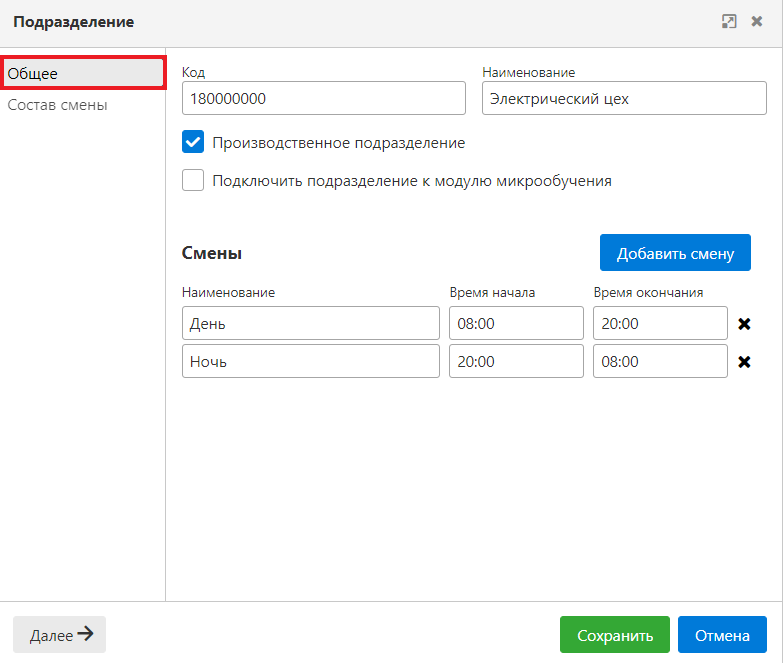 Подразделение
Общее
Состав смены
Код
Наименование
180000000
Электрический цех
Производственное подразделение
Подключить подразделение к модулю микрообучения
Смены
Добавить смену
Наименование
Время начала
Время окончания
День
08:00
20:00
Ночь
20:00
08:00
Далее
Сохранить
Отмена